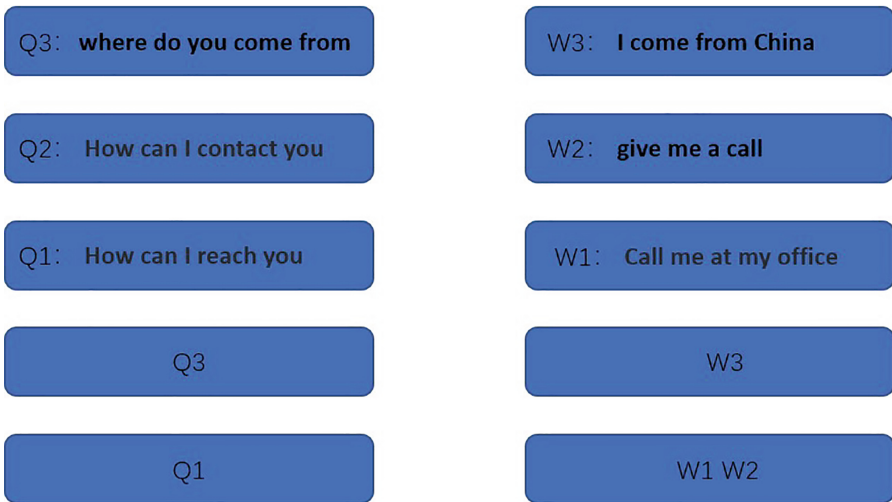 Q3: where do you come from
W3: I come from China
Q2: How can I contact you
W2: give me a call
Q1: How can I reach you
W1: Call me at my office
Q3
W3
Q1
W1 W2